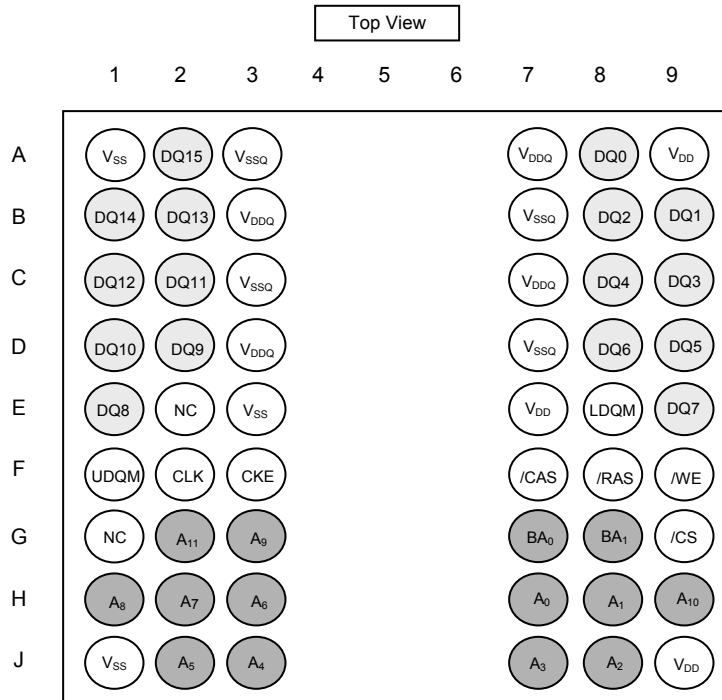 Top View
1 2 3 4 5 6 7 8 9
A VSS DQ15 VSSQ VDDQ DQ0 VDD
B DQ14 DQ13 VDDQ VSSQ DQ2 DQ1
C DQ12 DQ11 VSSQ VDDQ DQ4 DQ3
D DQ10 DQ9 VDDQ VSSQ DQ6 DQ5
E DQ8 NC VSS VDD LDQM DQ7
F UDQM CLK CKE /CAS /RAS /WE
G NC A11 A9 BA0 BA1 /CS
H A8 A7 A6 A0 A1 A10
J VSS A5 A4 A3 A2 VDD